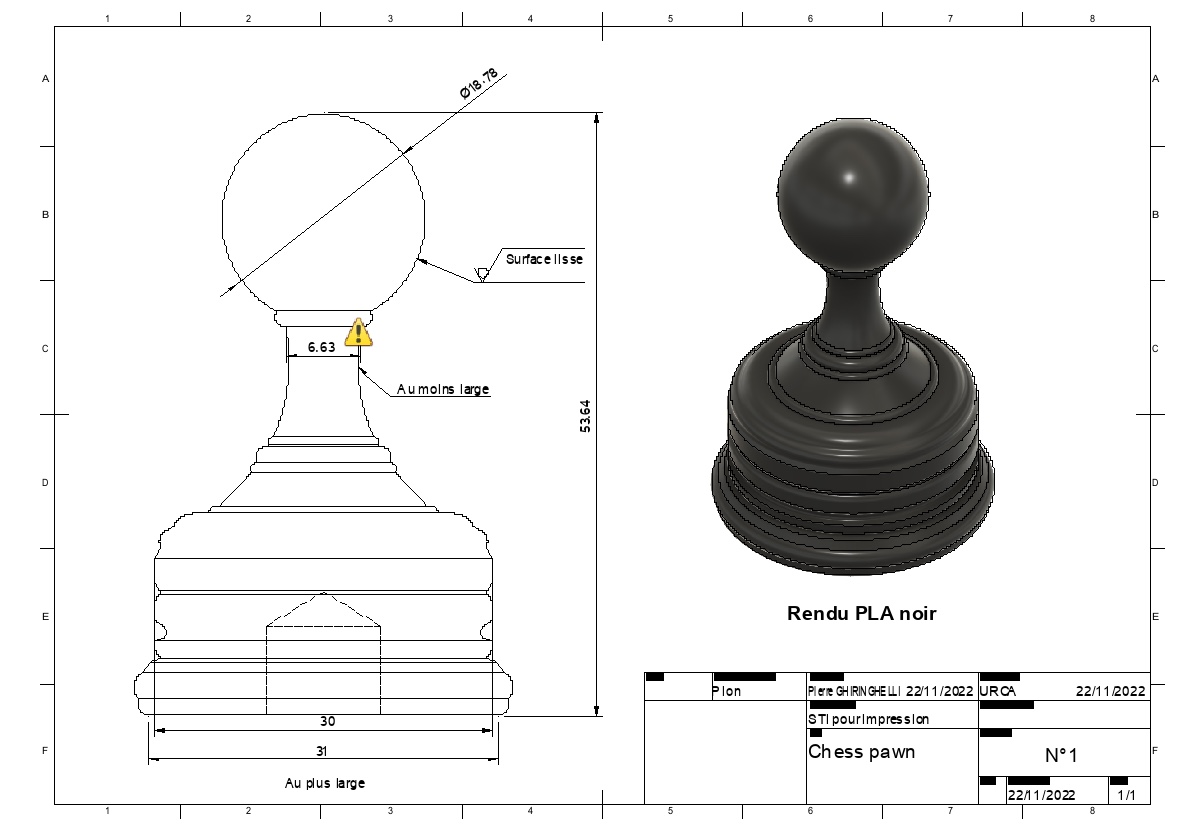 1 2 3 4 5 6 7 8
A A
Ø18.78
B B
Surface lisse
C C
6.63
Au moins large
53.64
D D
Rendu PLA noir
E E
Pion Pierre GHIRINGHELLI 22/11/2022 URCA 22/11/2022
STl pour impression
30
31
Chess pawn N°1
F F
Au plus large
22/11/2022 1/1
1 2 3 4 5 6 7 8